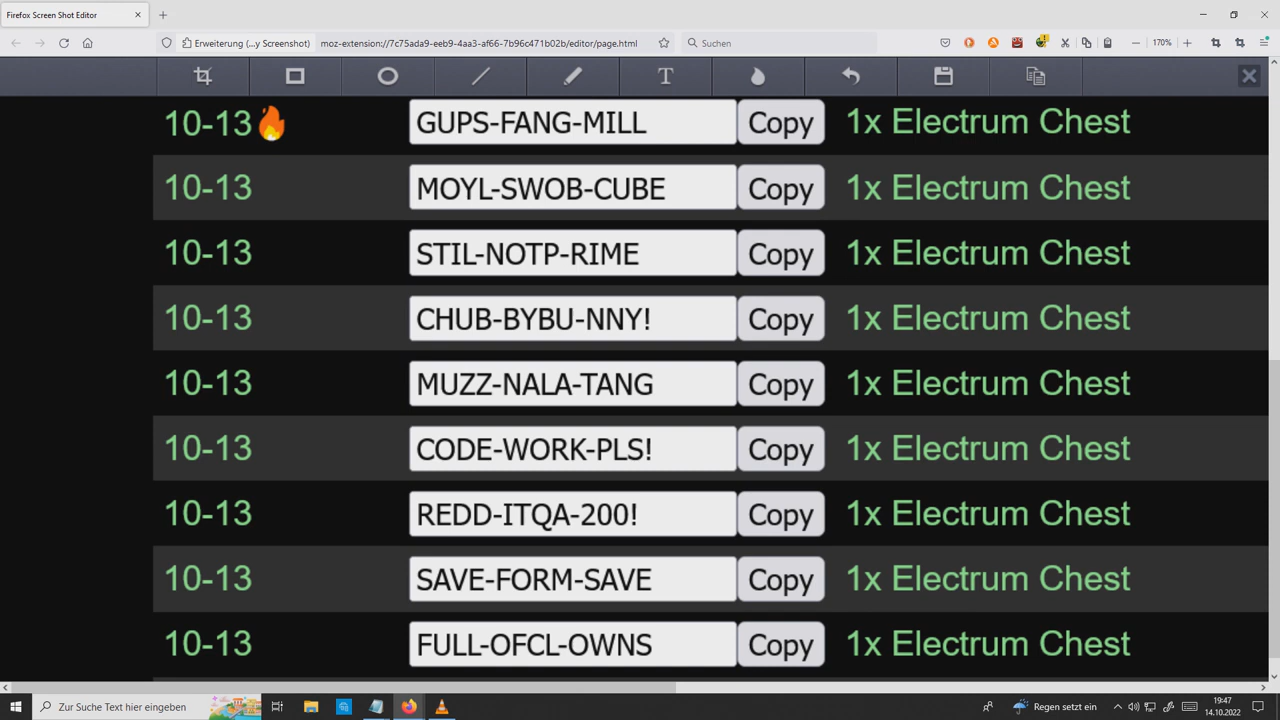 Firefox Screen Shot Editor
Erweiterung (...y Screenshot) moz-extension://7c75ada9-eeb9-4aa3-af66-7b96c471b02d/editor/page.html Suchen 170%
T
10-13 GUPS-FANG-MILL Copy 1x Electrum Chest
10-13 MOYL-SWOB-CUBE Copy 1x Electrum Chest
10-13 STIL-NOTP-RIME Copy 1x Electrum Chest
10-13 CHUB-BYBU-NNY! Copy 1x Electrum Chest
10-13 MUZZ-NALA-TANG Copy 1x Electrum Chest
10-13 CODE-WORK-PLS! Copy 1x Electrum Chest
10-13 REDD-ITQA-200! Copy 1x Electrum Chest
10-13 SAVE-FORM-SAVE Copy 1x Electrum Chest
10-13 FULL-OFCL-OWNS Copy 1x Electrum Chest
Zur Suche Text hier eingeben Regen setzt ein 19:47
14.10.2022